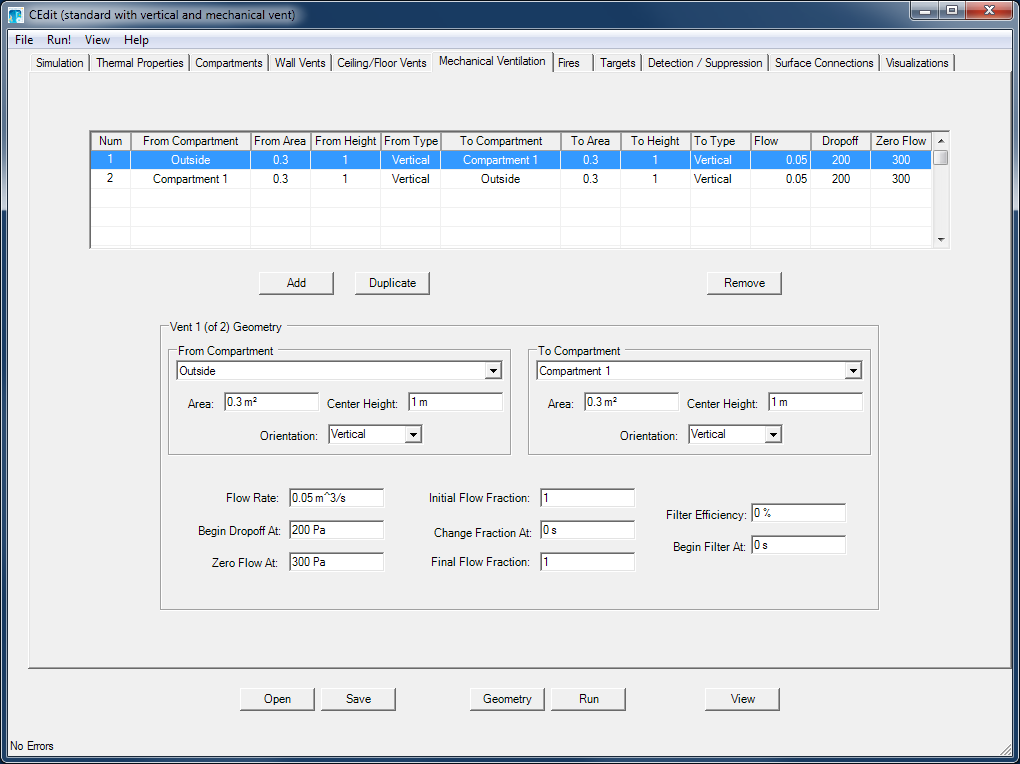 CEdit (standard with vertical and mechanical vent)
File Run! View Help
Simulation Thermal Properties Compartments Wall Vents Ceiling/Floor Vents Mechanical Ventilation Fires Targets Detection / Suppression Surface Connections Visualizations
Num From Compartment From Area From Height From Type To Compartment To Area To Height To Type Flow Dropoff Zero Flow
1 Outside 0.3 1 Vertical Compartment 1 0.3 1 Vertical 0.05 200 300
2 Compartment 1 0.3 1 Vertical Outside 0.3 1 Vertical 0.05 200 300
Add Duplicate Remove
Vent 1 (of 2) Geometry
From Compartment To Compartment
Outside Compartment 1
Area: 0.3 m² Center Height: 1 m Area: 0.3 m² Center Height: 1 m
Orientation: Vertical Orientation: Vertical
Flow Rate: 0.05 m^3/s Initial Flow Fraction: 1
Filter Efficiency: 0 %
Begin Dropoff At: 200 Pa Change Fraction At: 0 s
Begin Filter At: 0 s
Zero Flow At: 300 Pa Final Flow Fraction: 1
Open Save Geometry Run View
No Errors